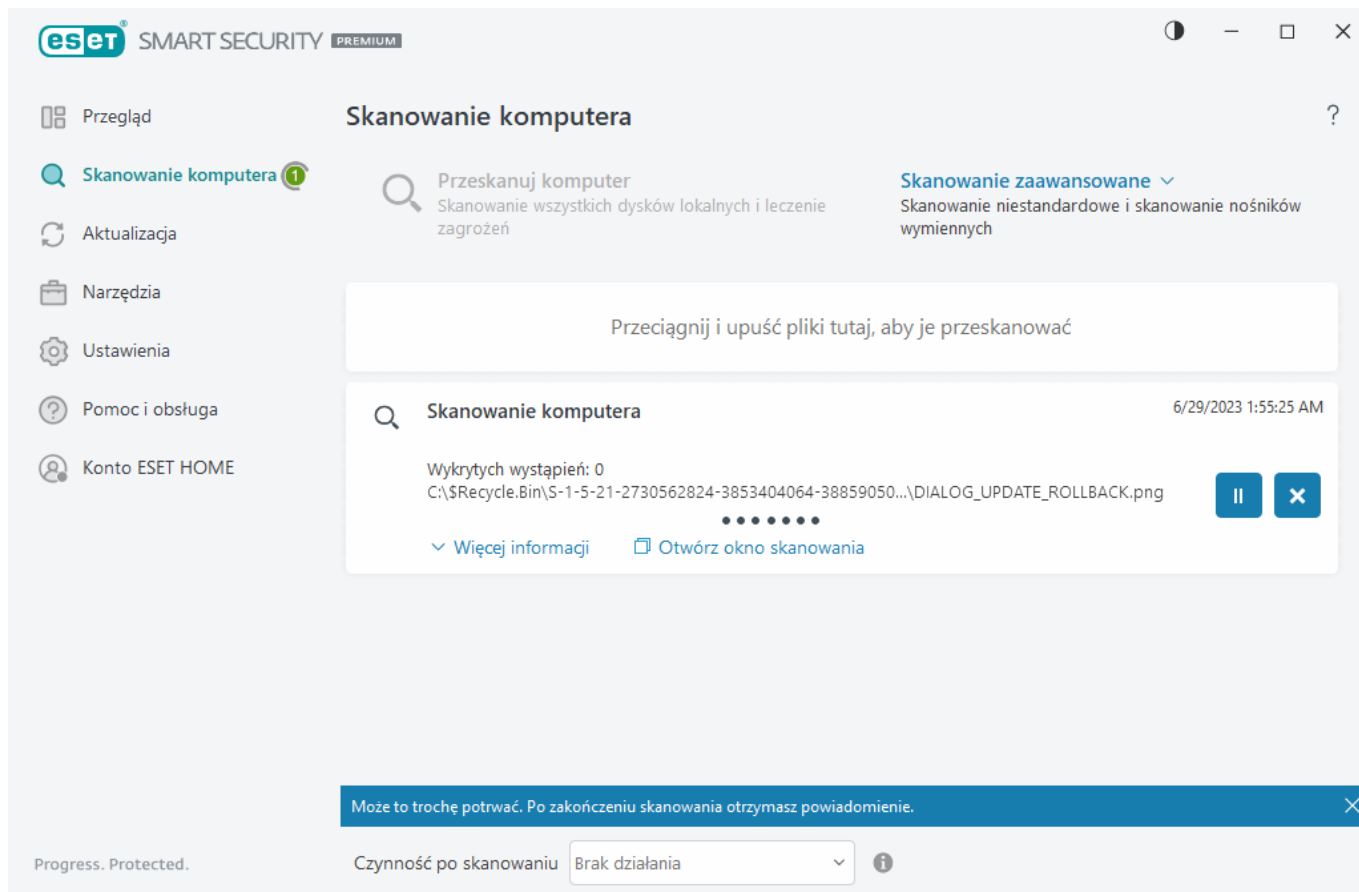 eset® SMART SECURITY PREMIUM
Przegląd
Skanowanie komputera 1
Aktualizacja
Narzędzia
Ustawienia
Pomoc i obsługa
Konto ESET HOME
Progress. Protected.
Skanowanie komputera
?
Przeskanuj komputer
Skanowanie wszystkich dysków lokalnych i leczenie
zagrożeń
Skanowanie zaawansowane
Skanowanie niestandardowe i skanowanie nośników
wymiennych
Przeciągnij i upuść pliki tutaj, aby je przeskanować
Skanowanie komputera
6/29/2023 1:55:25 AM
Wykrytych wystąpień: 0
C:\$Recycle.Bin\S-1-5-21-2730562824-3853404064-38859050...\DIALOG_UPDATE_ROLLBACK.png
Więcej informacji
Otwórz okno skanowania
Może to trochę potrwać. Po zakończeniu skanowania otrzymasz powiadomienie.
Czynność po skanowaniu
Brak działania